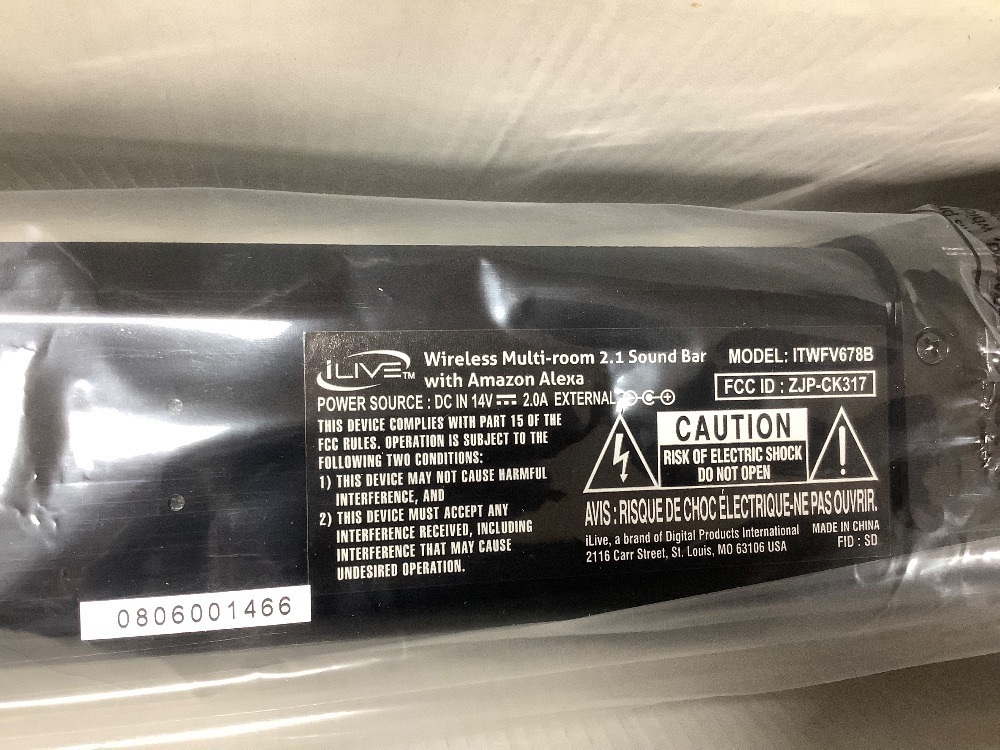 iLIVE™
Wireless Multi-room 2.1 Sound Bar
with Amazon Alexa
POWER SOURCE : DC IN 14V 2.0A EXTERNAL
THIS DEVICE COMPLIES WITH PART 15 OF THE
FCC RULES. OPERATION IS SUBJECT TO THE
FOLLOWING TWO CONDITIONS:
1) THIS DEVICE MAY NOT CAUSE HARMFUL
INTERFERENCE, AND
2) THIS DEVICE MUST ACCEPT ANY
INTERFERENCE RECEIVED, INCLUDING
INTERFERENCE THAT MAY CAUSE
UNDESIRED OPERATION.
MODEL: ITWFV678B
FCC ID : ZJP-CK317
CAUTION
RISK OF ELECTRIC SHOCK
DO NOT OPEN
AVIS : RISQUE DE CHOC ÉLECTRIQUE-NE PAS OUVRIR.
iLive, a brand of Digital Products International
2116 Carr Street, St. Louis, MO 63106 USA
MADE IN CHINA
FID : SD
0806001466